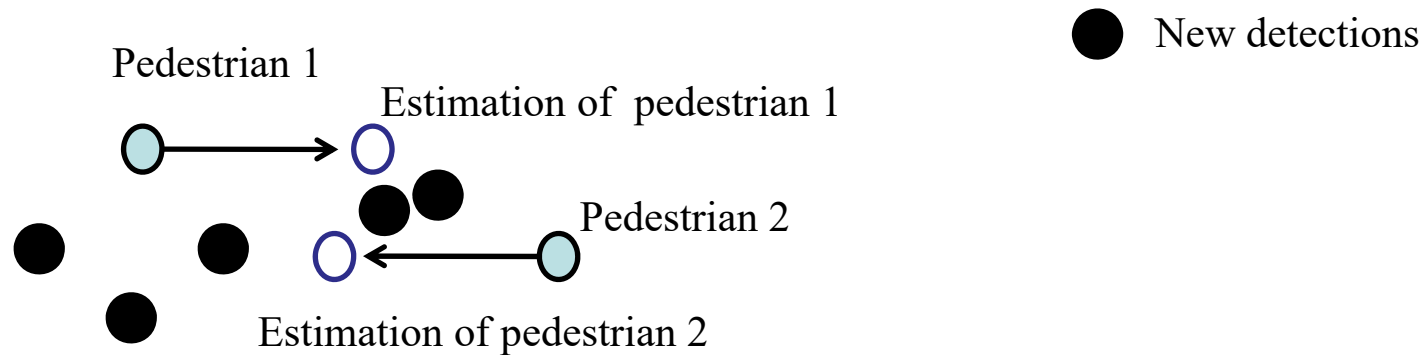 New detections
Pedestrian 1
Estimation of pedestrian 1
Pedestrian 2
Estimation of pedestrian 2